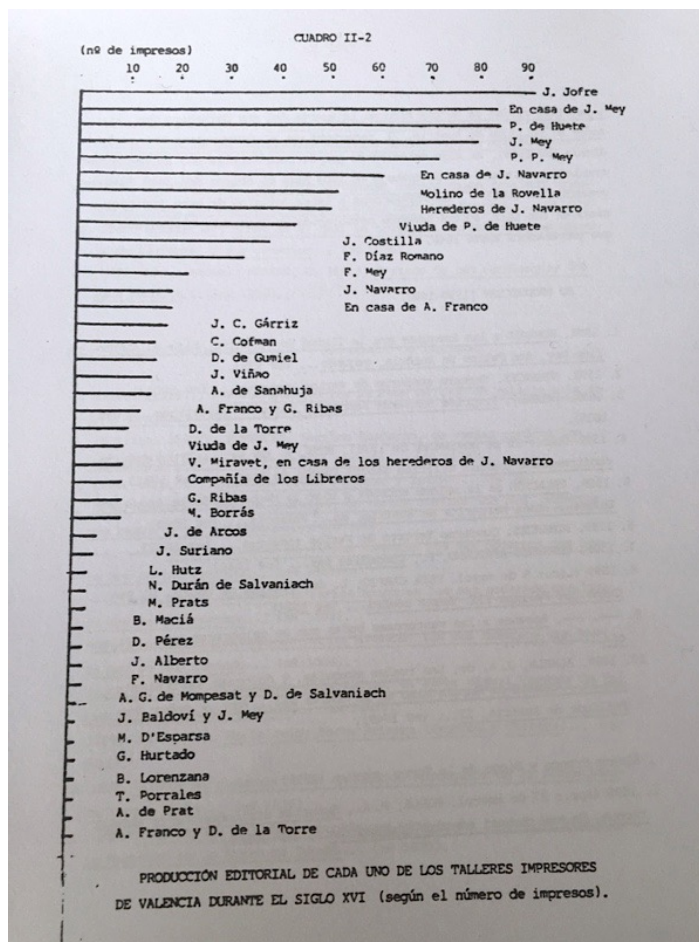 CUADRO II-2
(nº de impresos)
10 20 30 40 50 60 70 80 90
J. Jofre
En casa de J. Mey
P. de Huete
J. Mey
P. P. Mey
En casa de J. Navarro
Molino de la Rovella
Herederos de J. Navarro
Viuda de P. de Huete
J. Costilla
F. Díaz Romano
F. Mey
J. Navarro
En casa de A. Franco
J. C. Gárriz
C. Cofman
D. de Gumiel
J. Viñao
A. de Sanahuja
A. Franco y G. Ribas
D. de la Torre
Viuda de J. Mey
V. Miravet, en casa de los herederos de J. Navarro
Compañía de los Libreros
G. Ribas
M. Borrás
J. de Arcos
J. Suriano
L. Hutz
N. Durán de Salvaniach
M. Prats
B. Maciá
D. Pérez
J. Alberto
F. Navarro
A. G. de Mompesat y D. de Salvaniach
J. Baldoví y J. Mey
M. D'Esparsa
G. Hurtado
B. Lorenzana
T. Porrales
A. de Prat
A. Franco y D. de la Torre
PRODUCCIÓN EDITORIAL DE CADA UNO DE LOS TALLERES IMPRESORES
DE VALENCIA DURANTE EL SIGLO XVI (según el número de impresos).